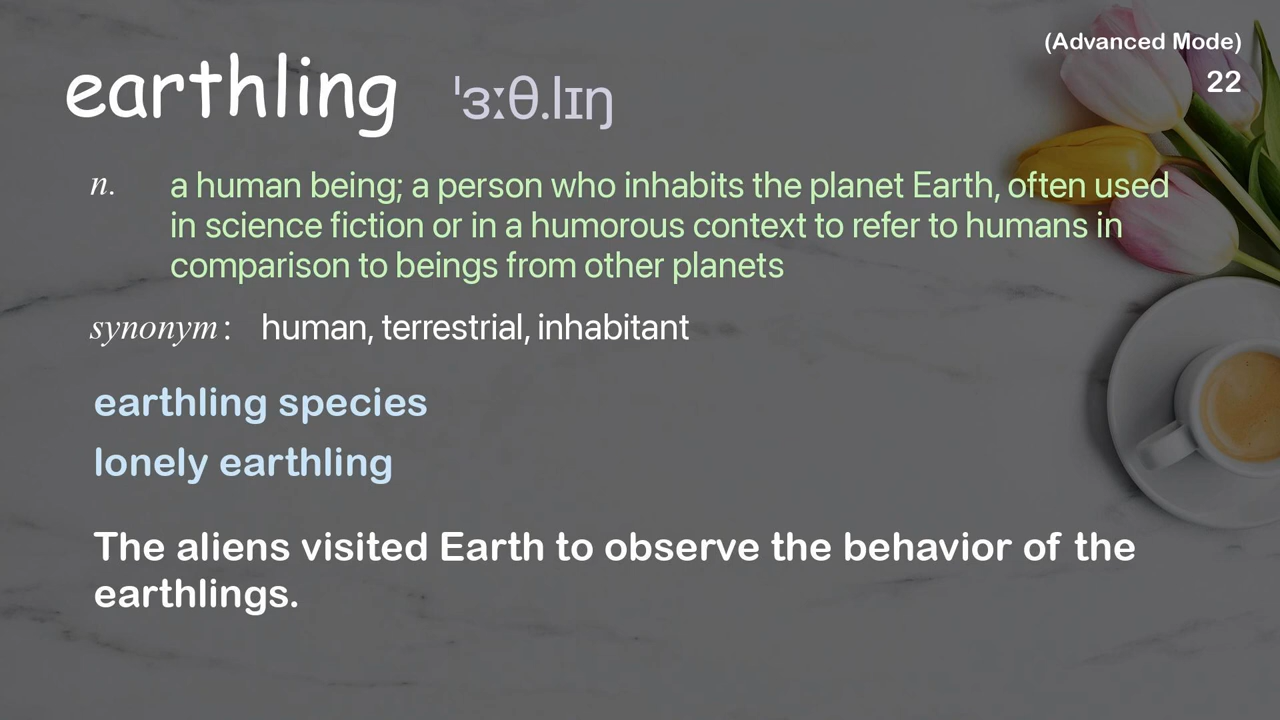 (Advanced Mode)
22
earthling ˈɜːθ.lɪŋ
n. a human being; a person who inhabits the planet Earth, often used
in science fiction or in a humorous context to refer to humans in
comparison to beings from other planets
synonym: human, terrestrial, inhabitant
earthling species
lonely earthling
The aliens visited Earth to observe the behavior of the
earthlings.